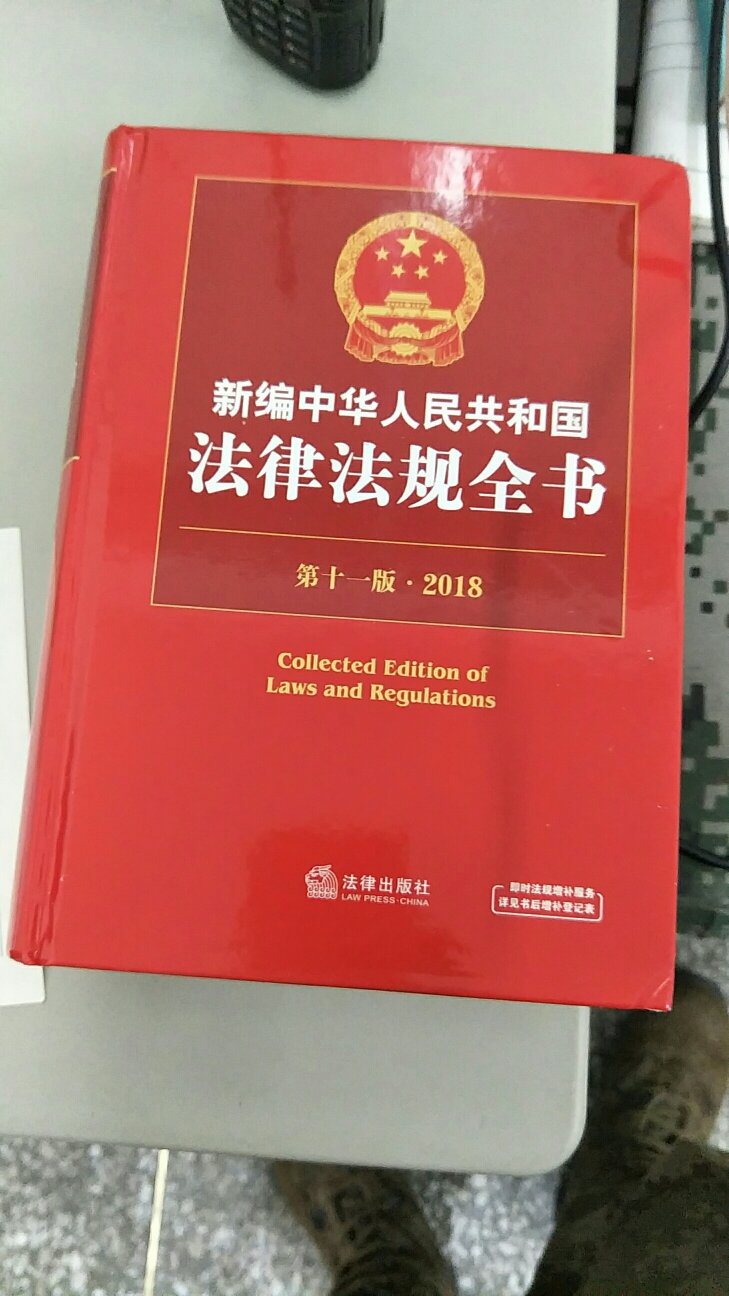 新编中华人民共和国
法律法规全书
第十一版·2018
Collected Edition of
Laws and Regulations
法律出版社
LAW PRESS·CHINA
即时法规增补服务
详见书后增补登记表